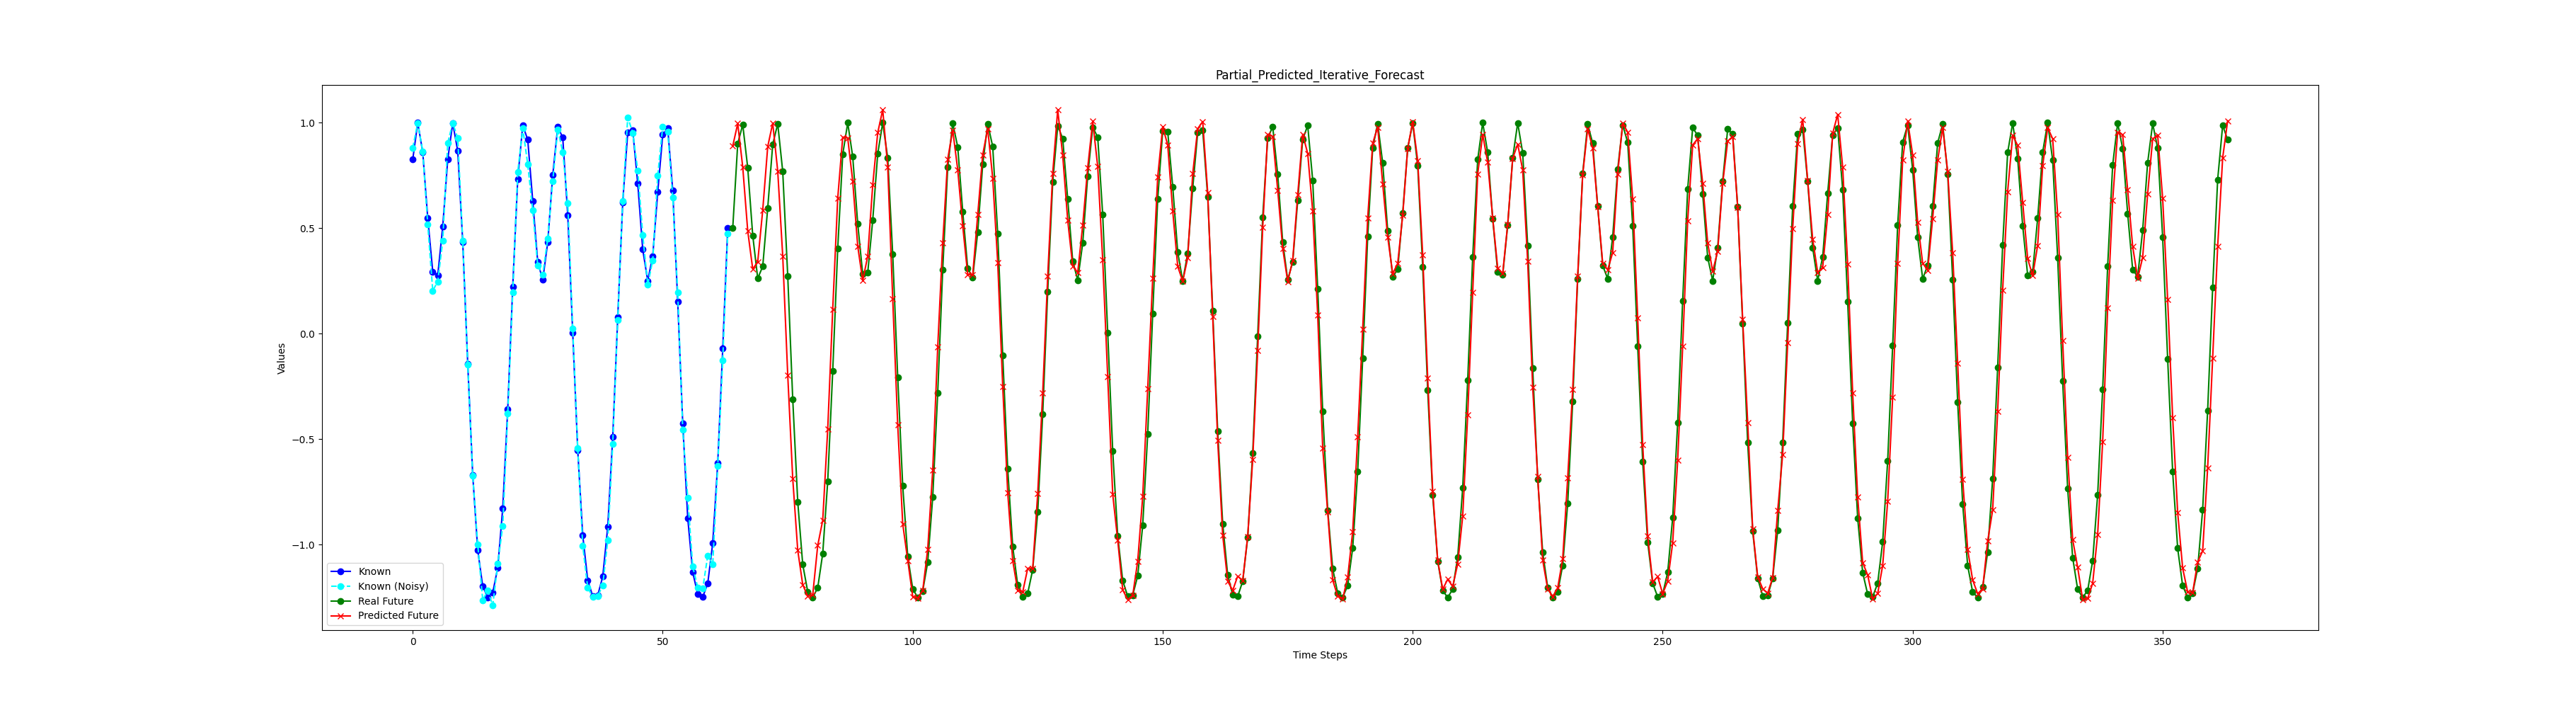 Partial_Predicted_Iterative_Forecast
1.0
0.5
0.0
−0.5
−1.0
Values
Known
Known (Noisy)
Real Future
Predicted Future
0 50 100 150 200 250 300 350
Time Steps